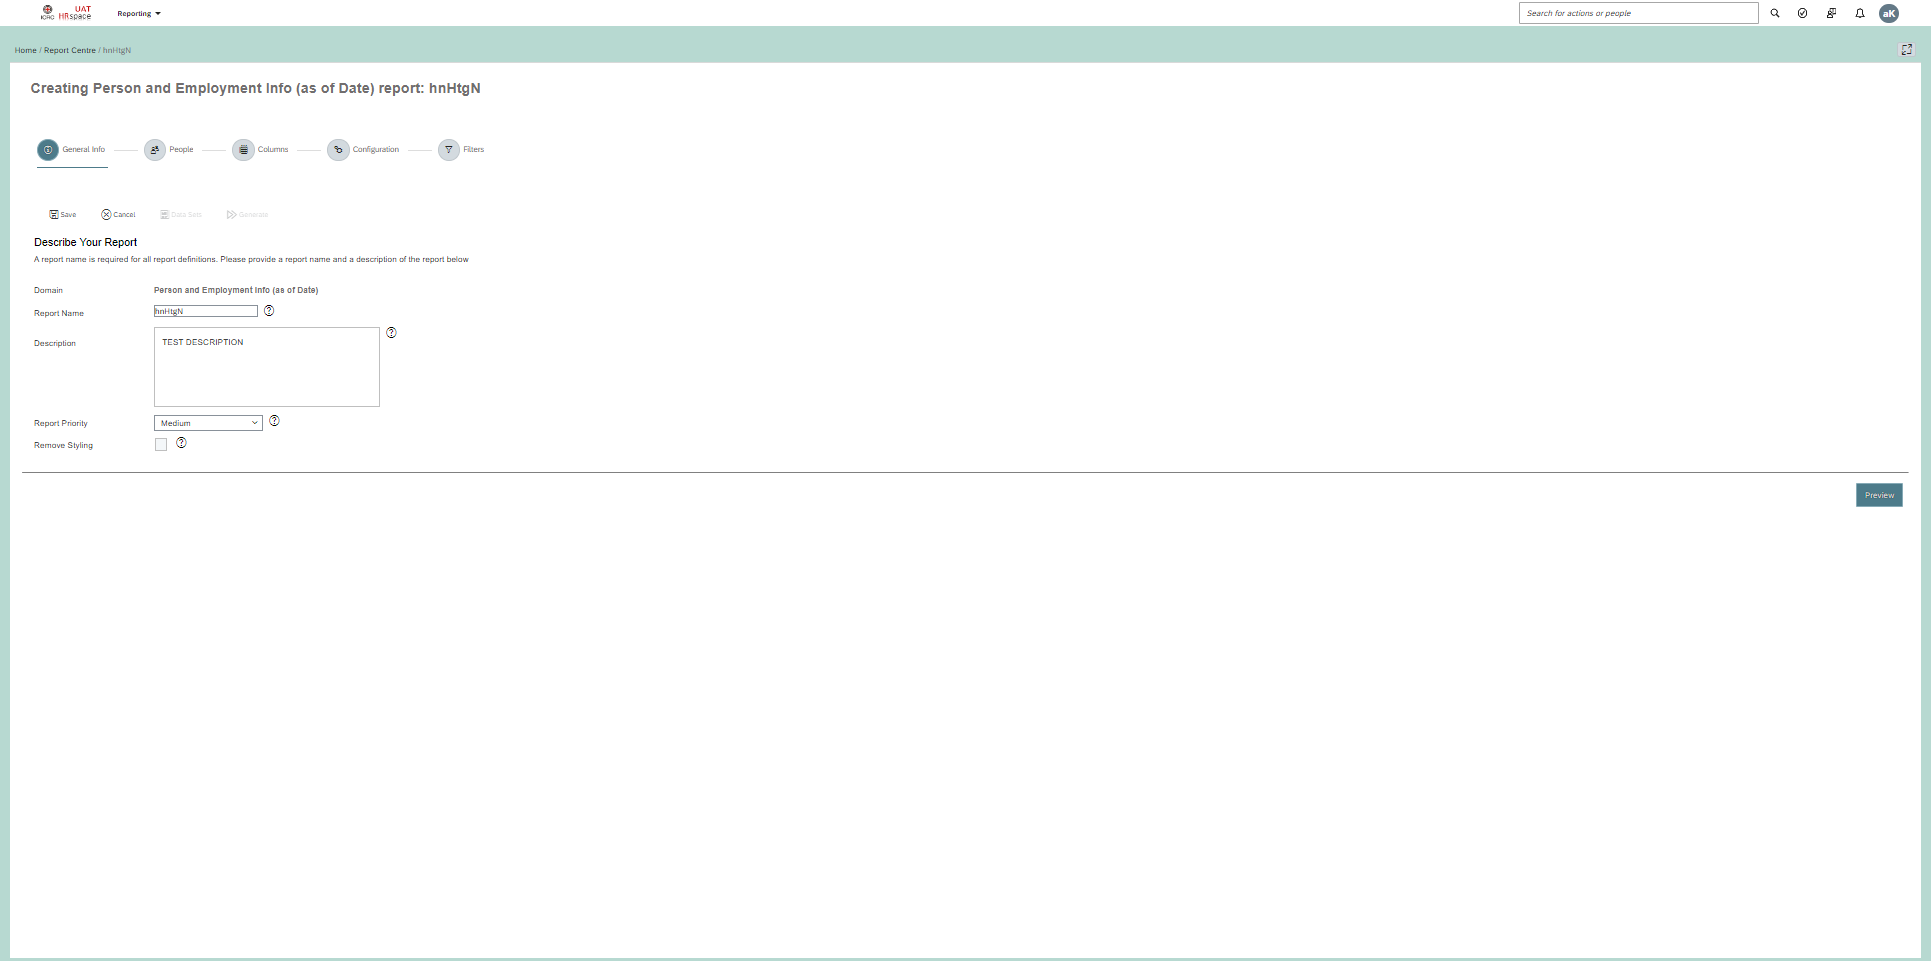 ICRC
UAT
HRspace
Reporting
Search for actions or people
aK
Home / Report Centre / hnHtgN
Creating Person and Employment Info (as of Date) report: hnHtgN
General Info
People
Columns
Configuration
Filters
Save
Cancel
Data Sets
Generate
Describe Your Report
A report name is required for all report definitions. Please provide a report name and a description of the report below
Domain
Person and Employment Info (as of Date)
Report Name
hnHtgN
Description
TEST DESCRIPTION
Report Priority
Medium
Remove Styling
Preview